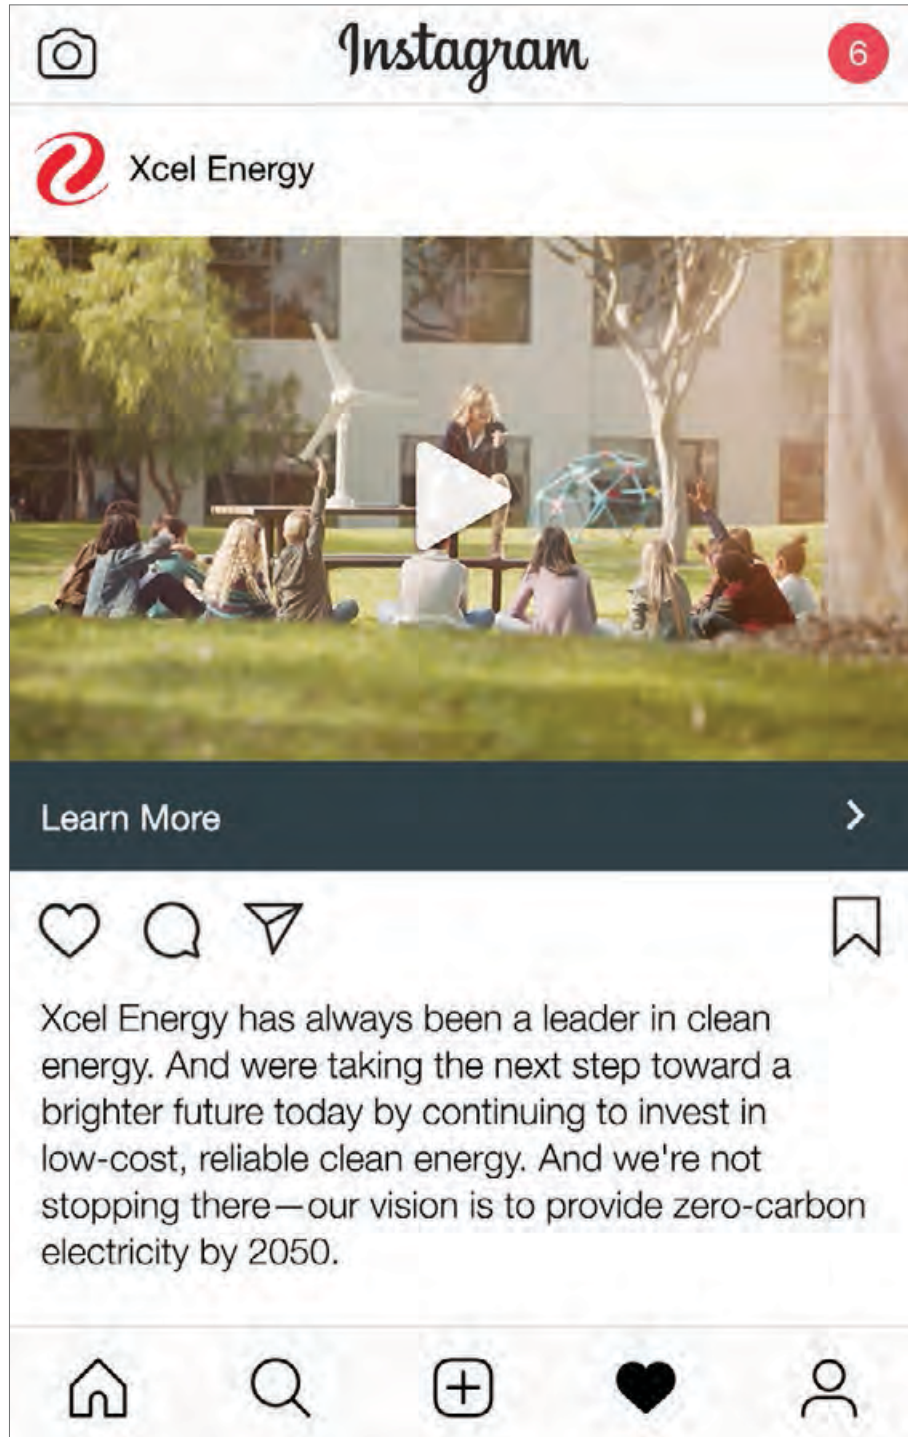 Instagram
6
Xcel Energy
Learn More
Xcel Energy has always been a leader in clean
energy. And were taking the next step toward a
brighter future today by continuing to invest in
low-cost, reliable clean energy. And we're not
stopping there—our vision is to provide zero-carbon
electricity by 2050.